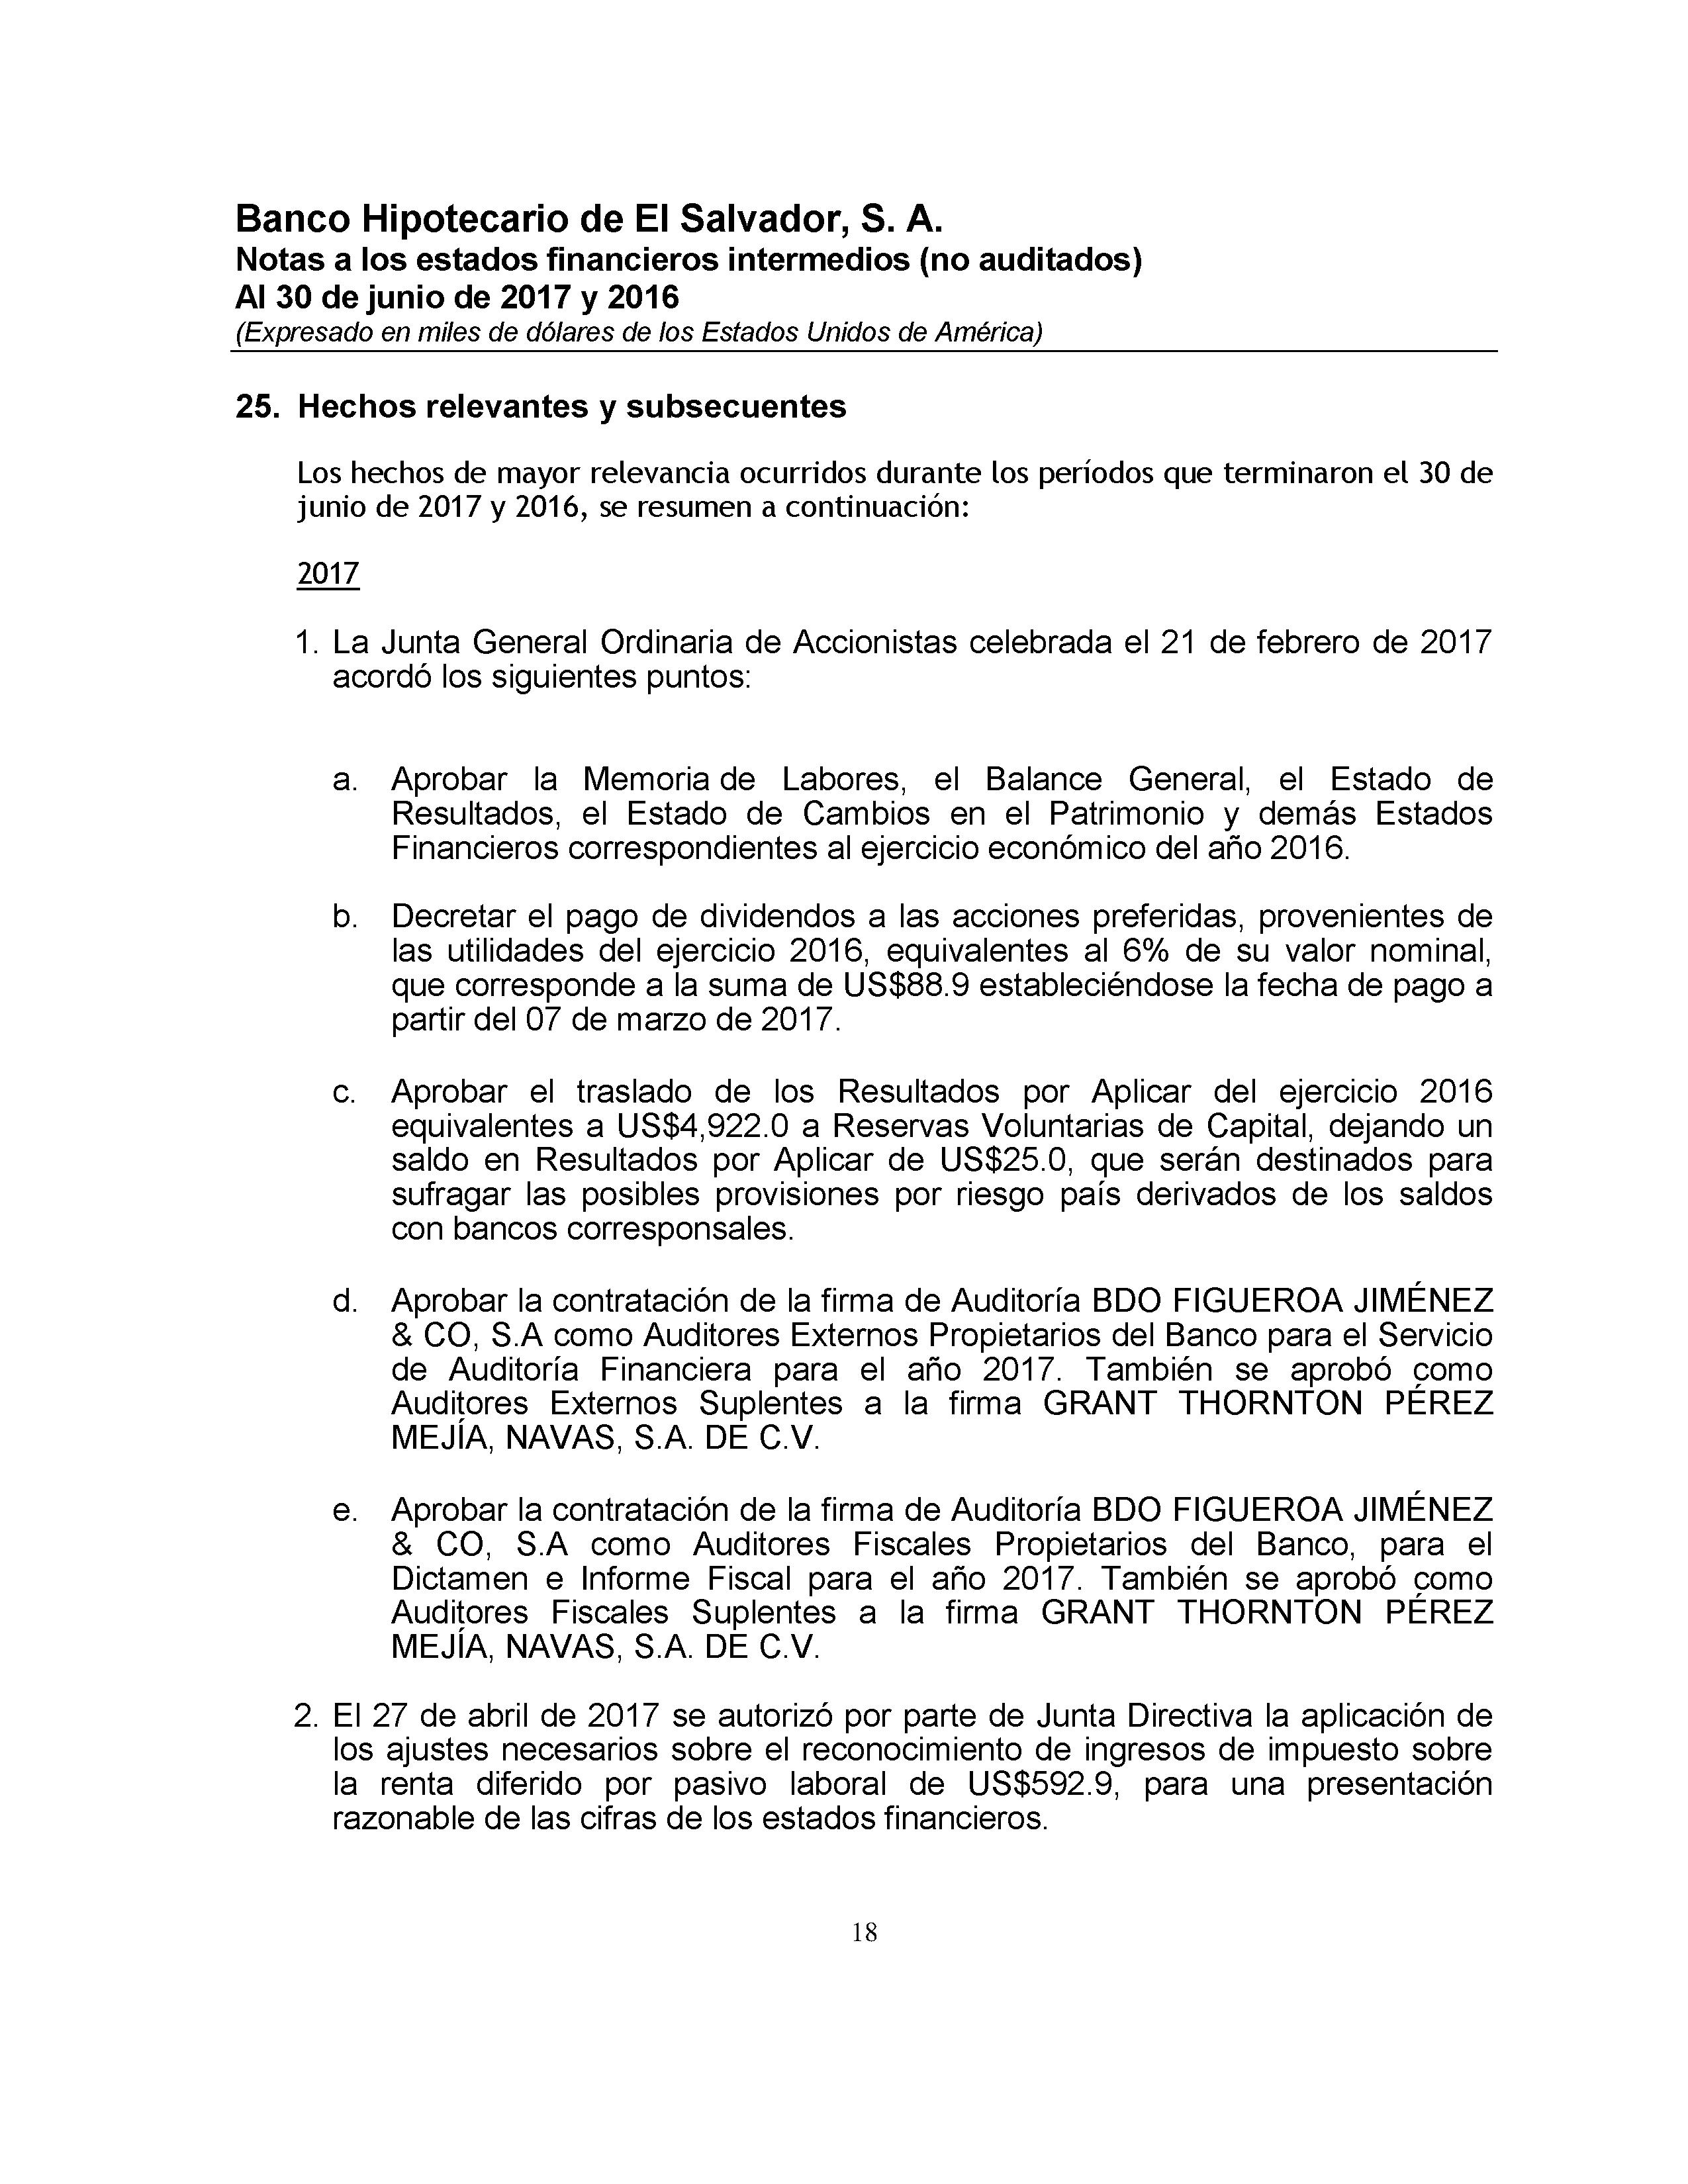 Banco Hipotecario de El Salvador, S. A.
Notas a los estados financieros intermedios (no auditados)
Al 30 de junio de 2017 y 2016
(Expresado en miles de dólares de los Estados Unidos de América)
25. Hechos relevantes y subsecuentes
Los hechos de mayor relevancia ocurridos durante los períodos que terminaron el 30 de
junio de 2017 y 2016, se resumen a continuación:
2017
1. La Junta General Ordinaria de Accionistas celebrada el 21 de febrero de 2017
acordó los siguientes puntos:
a. Aprobar la Memoria de Labores, el Balance General, el Estado de
Resultados, el Estado de Cambios en el Patrimonio y demás Estados
Financieros correspondientes al ejercicio económico del año 2016.
b. Decretar el pago de dividendos a las acciones preferidas, provenientes de
las utilidades del ejercicio 2016, equivalentes al 6% de su valor nominal,
que corresponde a la suma de US$88.9 estableciéndose la fecha de pago a
partir del 07 de marzo de 2017.
c. Aprobar el traslado de los Resultados por Aplicar del ejercicio 2016
equivalentes a US$4,922.0 a Reservas Voluntarias de Capital, dejando un
saldo en Resultados por Aplicar de US$25.0, que serán destinados para
sufragar las posibles provisiones por riesgo país derivados de los saldos
con bancos corresponsales.
d. Aprobar la contratación de la firma de Auditoría BDO FIGUEROA JIMÉNEZ
& CO, S.A como Auditores Externos Propietarios del Banco para el Servicio
de Auditoría Financiera para el año 2017. También se aprobó como
Auditores Externos Suplentes a la firma GRANT THORNTON PÉREZ
MEJÍA, NAVAS, S.A. DE C.V.
e. Aprobar la contratación de la firma de Auditoría BDO FIGUEROA JIMÉNEZ
& CO, S.A como Auditores Fiscales Propietarios del Banco, para el
Dictamen e Informe Fiscal para el año 2017. También se aprobó como
Auditores Fiscales Suplentes a la firma GRANT THORNTON PÉREZ
MEJÍA, NAVAS, S.A. DE C.V.
2. El 27 de abril de 2017 se autorizó por parte de Junta Directiva la aplicación de
los ajustes necesarios sobre el reconocimiento de ingresos de impuesto sobre
la renta diferido por pasivo laboral de US$592.9, para una presentación
razonable de las cifras de los estados financieros.
18